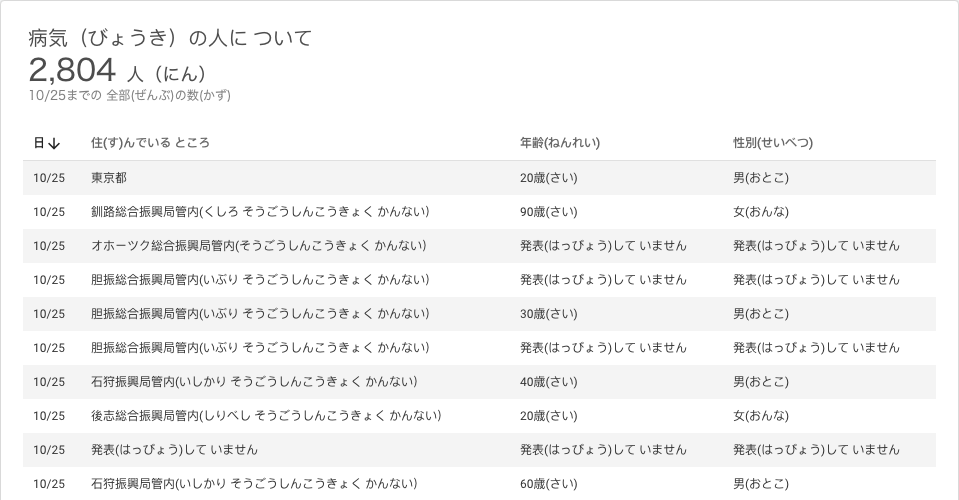 病気（びょうき）の人に ついて
2,804 人（にん）
10/25までの 全部(ぜんぶ)の数(かず)
日↓ 住(す)んでいる ところ 年齢(ねんれい) 性別(せいべつ)
10/25 東京都 20歳(さい) 男(おとこ)
10/25 釧路総合振興局管内(くしろ そうごうしんこうきょく かんない) 90歳(さい) 女(おんな)
10/25 オホーツク総合振興局管内(そうごうしんこうきょく かんない) 発表(はっぴょう)して いません 発表(はっぴょう)して いません
10/25 胆振総合振興局管内(いぶり そうごうしんこうきょく かんない) 発表(はっぴょう)して いません 発表(はっぴょう)して いません
10/25 胆振総合振興局管内(いぶり そうごうしんこうきょく かんない) 30歳(さい) 男(おとこ)
10/25 胆振総合振興局管内(いぶり そうごうしんこうきょく かんない) 発表(はっぴょう)して いません 発表(はっぴょう)して いません
10/25 石狩振興局管内(いしかり そうごうしんこうきょく かんない) 40歳(さい) 男(おとこ)
10/25 後志総合振興局管内(しりべし そうごうしんこうきょく かんない) 20歳(さい) 女(おんな)
10/25 発表(はっぴょう)して いません 発表(はっぴょう)して いません 発表(はっぴょう)して いません
10/25 石狩振興局管内(いしかり そうごうしんこうきょく かんない) 60歳(さい) 男(おとこ)